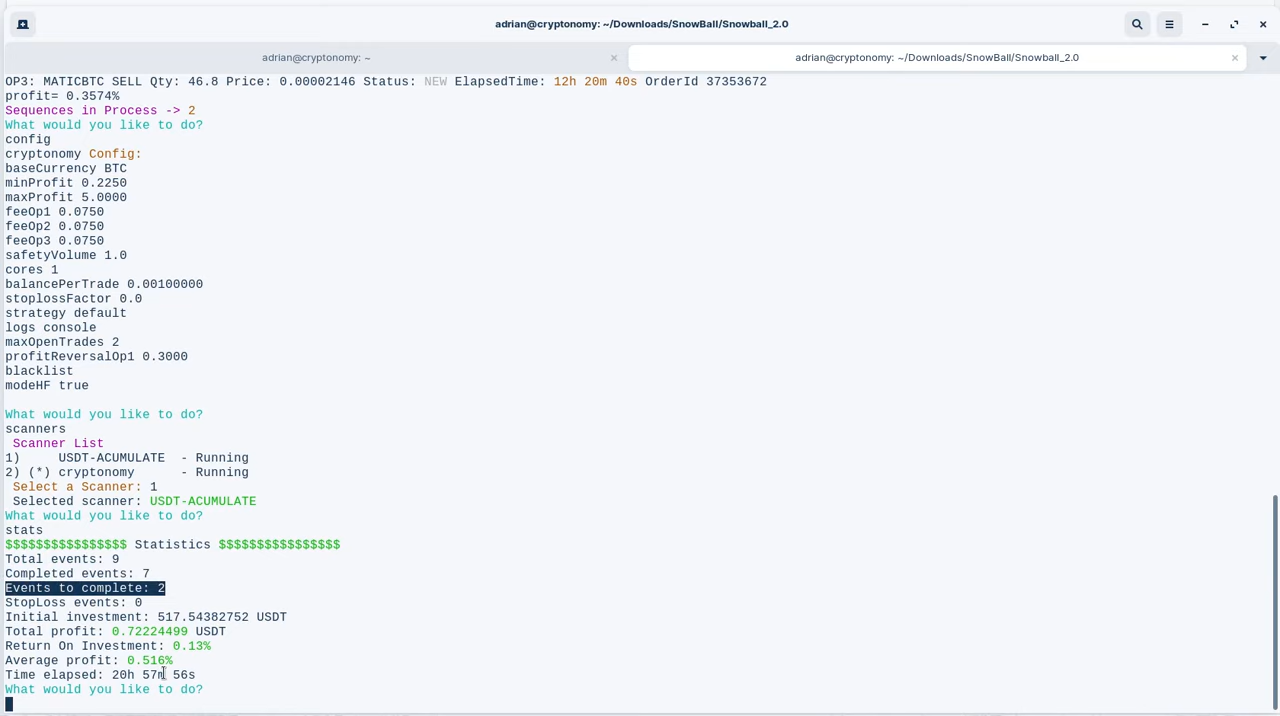 adrian@cryptonomy: ~/Downloads/SnowBall/Snowball_2.0
adrian@cryptonomy: ~
adrian@cryptonomy: ~/Downloads/SnowBall/Snowball_2.0
OP3: MATICBTC SELL Qty: 46.8 Price: 0.00002146 Status: NEW ElapsedTime: 12h 20m 40s OrderId 37353672
profit= 0.3574%
Sequences in Process -> 2
What would you like to do?
config
cryptonomy Config:
baseCurrency BTC
minProfit 0.2250
maxProfit 5.0000
feeOp1 0.0750
feeOp2 0.0750
feeOp3 0.0750
safetyVolume 1.0
cores 1
balancePerTrade 0.00100000
stoplossFactor 0.0
strategy default
logs console
maxOpenTrades 2
profitReversalOp1 0.3000
blacklist
modeHF true
What would you like to do?
scanners
Scanner List
1) USDT-ACUMULATE - Running
2) (*) cryptonomy - Running
Select a Scanner: 1
Selected scanner: USDT-ACUMULATE
What would you like to do?
stats
$$$$$$$$$$$$$$$$ Statistics $$$$$$$$$$$$$$$$
Total events: 9
Completed events: 7
Events to complete: 2
StopLoss events: 0
Initial investment: 517.54382752 USDT
Total profit: 0.72224499 USDT
Return On Investment: 0.13%
Average profit: 0.516%
Time elapsed: 20h 57m 56s
What would you like to do?